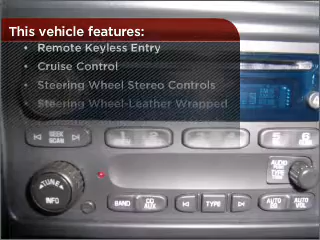 This vehicle features:
• Remote Keyless Entry
• Cruise Control
• Steering Wheel Stereo Controls
• Steering Wheel-Leather Wrapped
SEEK
SCAN
1
2
5
6
AUDIO
TYPE
TUNE
INFO
BAND
CD
AUX
TYPE
AUTO
EQ
AUTO
VOL